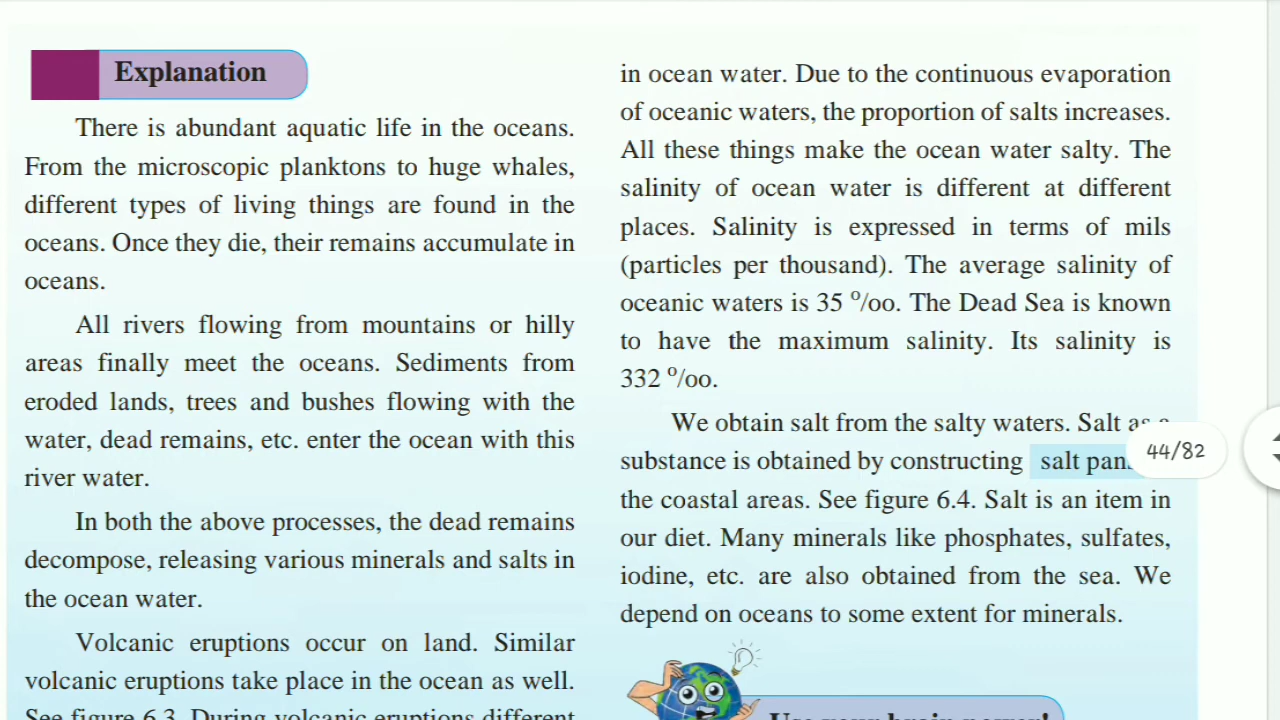 Explanation
There is abundant aquatic life in the oceans.
From the microscopic planktons to huge whales,
different types of living things are found in the
oceans. Once they die, their remains accumulate in
oceans.
All rivers flowing from mountains or hilly
areas finally meet the oceans. Sediments from
eroded lands, trees and bushes flowing with the
water, dead remains, etc. enter the ocean with this
river water.
In both the above processes, the dead remains
decompose, releasing various minerals and salts in
the ocean water.
Volcanic eruptions occur on land. Similar
volcanic eruptions take place in the ocean as well.
See figure 6.3. During volcanic eruptions different
in ocean water. Due to the continuous evaporation
of oceanic waters, the proportion of salts increases.
All these things make the ocean water salty. The
salinity of ocean water is different at different
places. Salinity is expressed in terms of mils
(particles per thousand). The average salinity of
oceanic waters is 35 º/oo. The Dead Sea is known
to have the maximum salinity. Its salinity is
332 º/oo.
We obtain salt from the salty waters. Salt as a
substance is obtained by constructing salt pans
the coastal areas. See figure 6.4. Salt is an item in
our diet. Many minerals like phosphates, sulfates,
iodine, etc. are also obtained from the sea. We
depend on oceans to some extent for minerals.
Use your brain power!
44/82